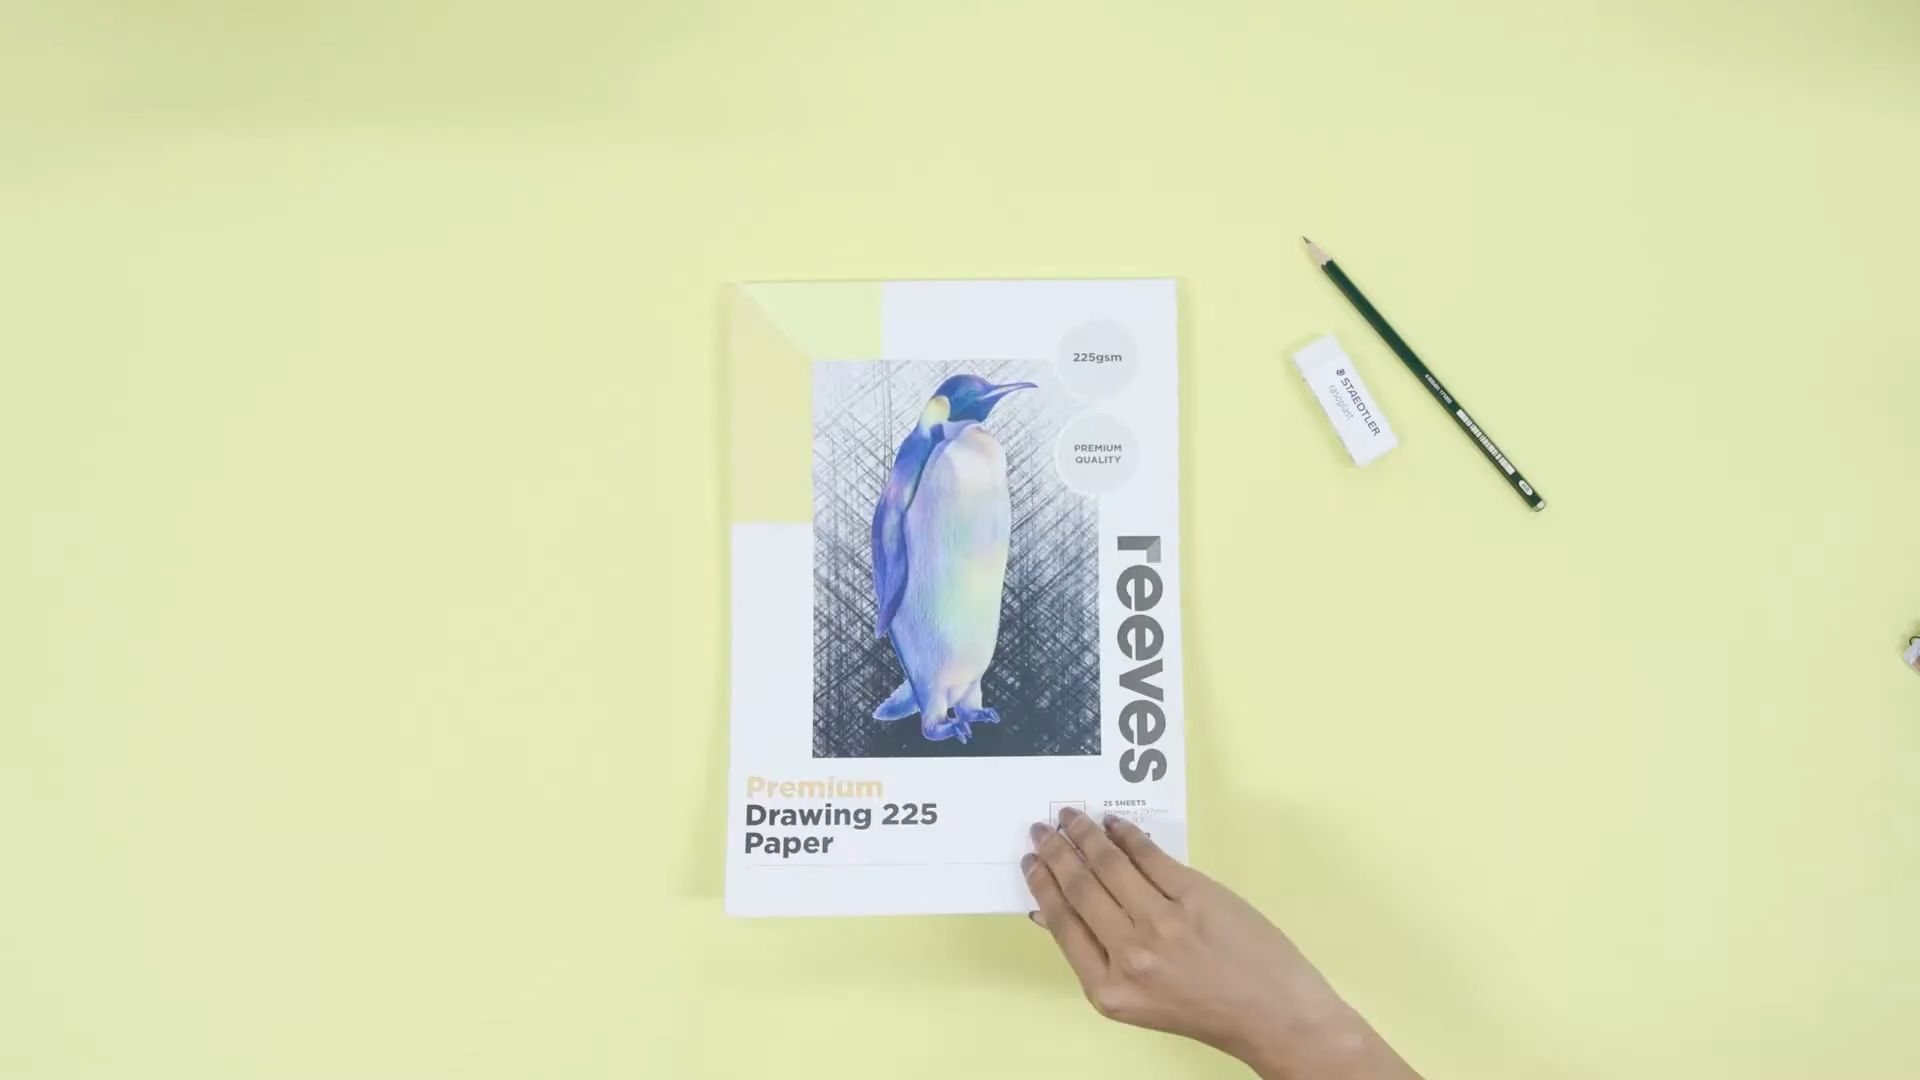 225gsm
PREMIUM
QUALITY
reeves
Premium
Drawing 225
Paper
25 SHEETS
STAEDTLER
rasoplast